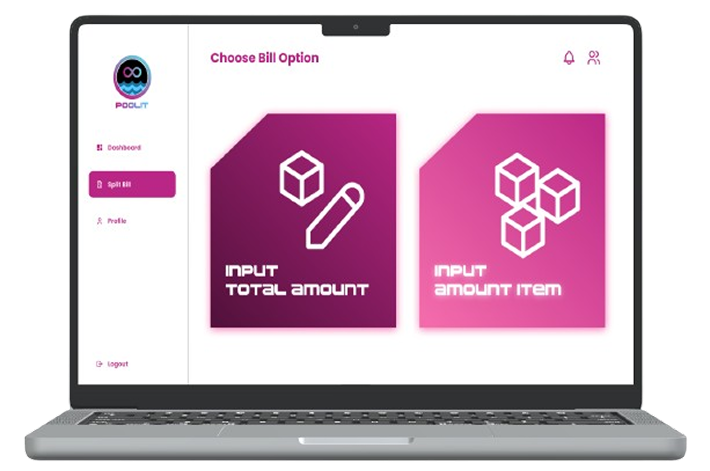 POOLIT
Dashboard
Split Bill
Profile
Logout
Choose Bill Option
INPUT
TOTAL AMOUNT
INPUT
AMOUNT ITEM